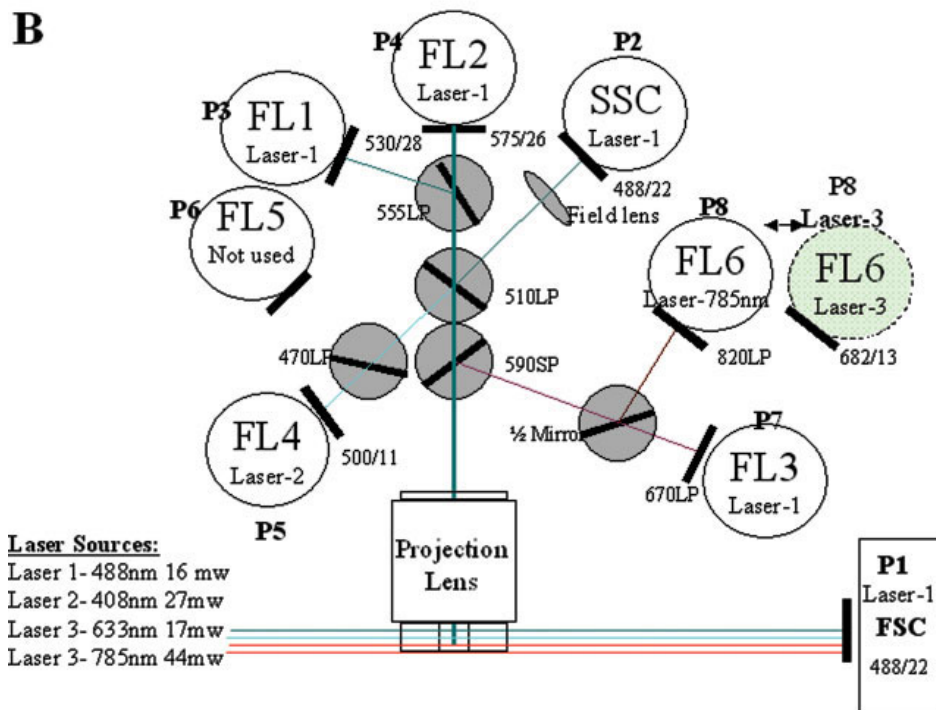 B
P4
FL2
Laser-1
P2
SSC
Laser-1
P3
FL1
Laser-1
530/28
575/26
488/22
Field lens
555LP
P6
FL5
Not used
P8
FL6
Laser-785nm
820LP
P8
Laser-3
FL6
Laser-3
682/13
510LP
470LP
590SP
½ Mirror
P7
FL3
Laser-1
670LP
FL4
Laser-2
500/11
P5
Projection
Lens
Laser Sources:
Laser 1- 488nm 16 mw
Laser 2- 408nm 27mw
Laser 3- 633nm 17mw
Laser 3- 785nm 44mw
P1
Laser-1
FSC
488/22